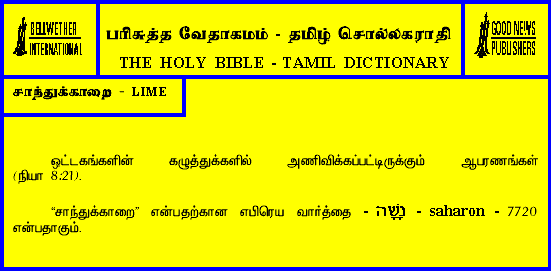 BELLWETHER
INTERNATIONAL
பரிசுத்த வேதாகமம் - தமிழ் சொல்லகராதி
THE HOLY BIBLE - TAMIL DICTIONARY
GOOD NEWS
PUBLISHERS
சாந்துக்காறை - LIME
ஒட்டகங்களின் கழுத்துக்களில் அணிவிக்கப்பட்டிருக்கும் ஆபரணங்கள்
(நியா 8:21).
“சாந்துக்காறை” என்பதற்கான எபிரெய வார்த்தை - נָשָׁה - saharon - 7720
என்பதாகும்.